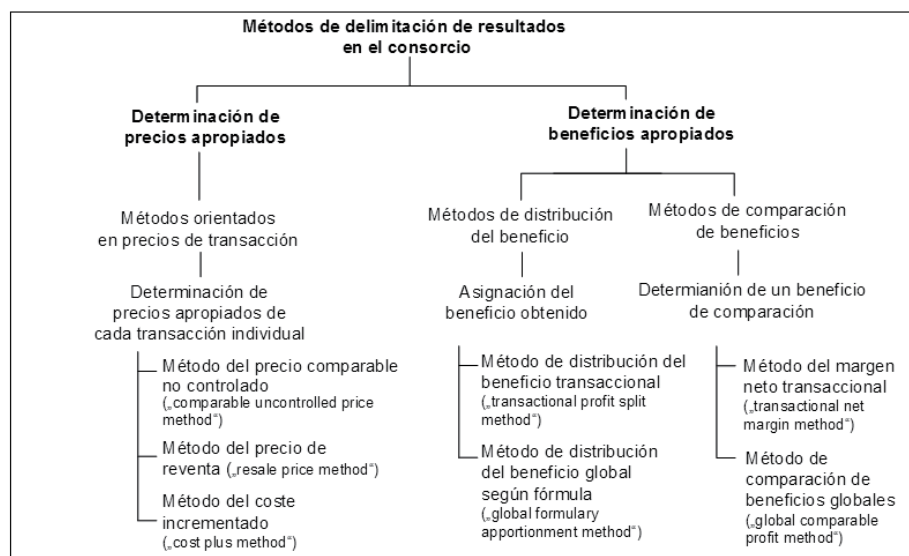 Métodos de delimitación de resultados
en el consorcio
Determinación de
precios apropiados
Determinación de
beneficios apropiados
Métodos orientados
en precios de transacción
Métodos de distribución
del beneficio
Métodos de comparación
de beneficios
Determinación de
precios apropiados de
cada transacción individual
Asignación del
beneficio obtenido
Determianión de un beneficio
de comparación
Método del precio comparable
no controlado
(„comparable uncontrolled price
method“)
Método del precio de
reventa („resale price method“)
Método del coste
incrementado
(„cost plus method“)
Método de distribución del
beneficio transaccional
(„transactional profit split
method“)
Método de distribución
del beneficio global
según fórmula
(„global formulary
apportionment method“)
Método del margen
neto transaccional
(„transactional net
margin method“)
Método de
comparación de
beneficios globales
(„global comparable
profit method“)